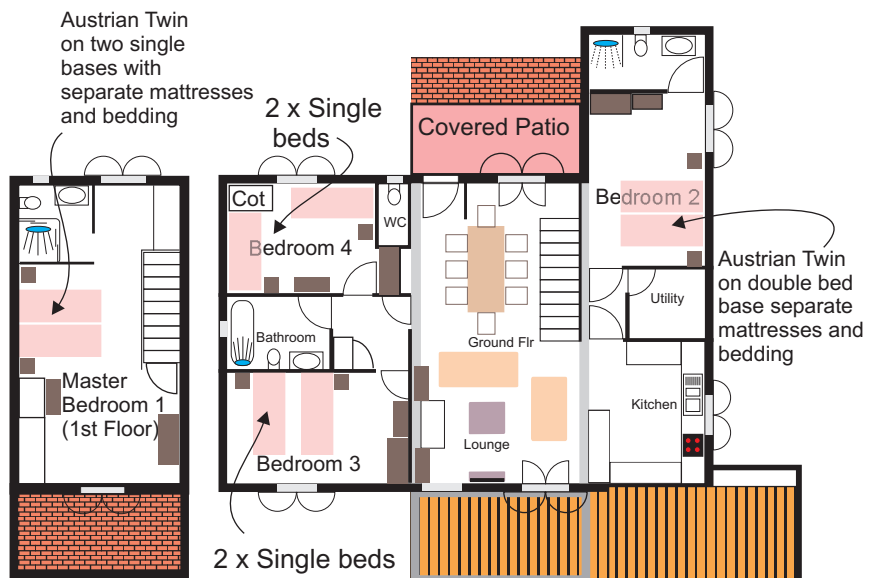 Austrian Twin
on two single
bases with
separate mattresses
and bedding
2 x Single
beds
Covered Patio
Cot
WC
Bedroom 4
Bedroom 2
Austrian Twin
on double bed
base separate
mattresses and
bedding
Utility
Bathroom
Ground Flr
Master
Bedroom 1
(1st Floor)
Kitchen
Lounge
Bedroom 3
2 x Single beds